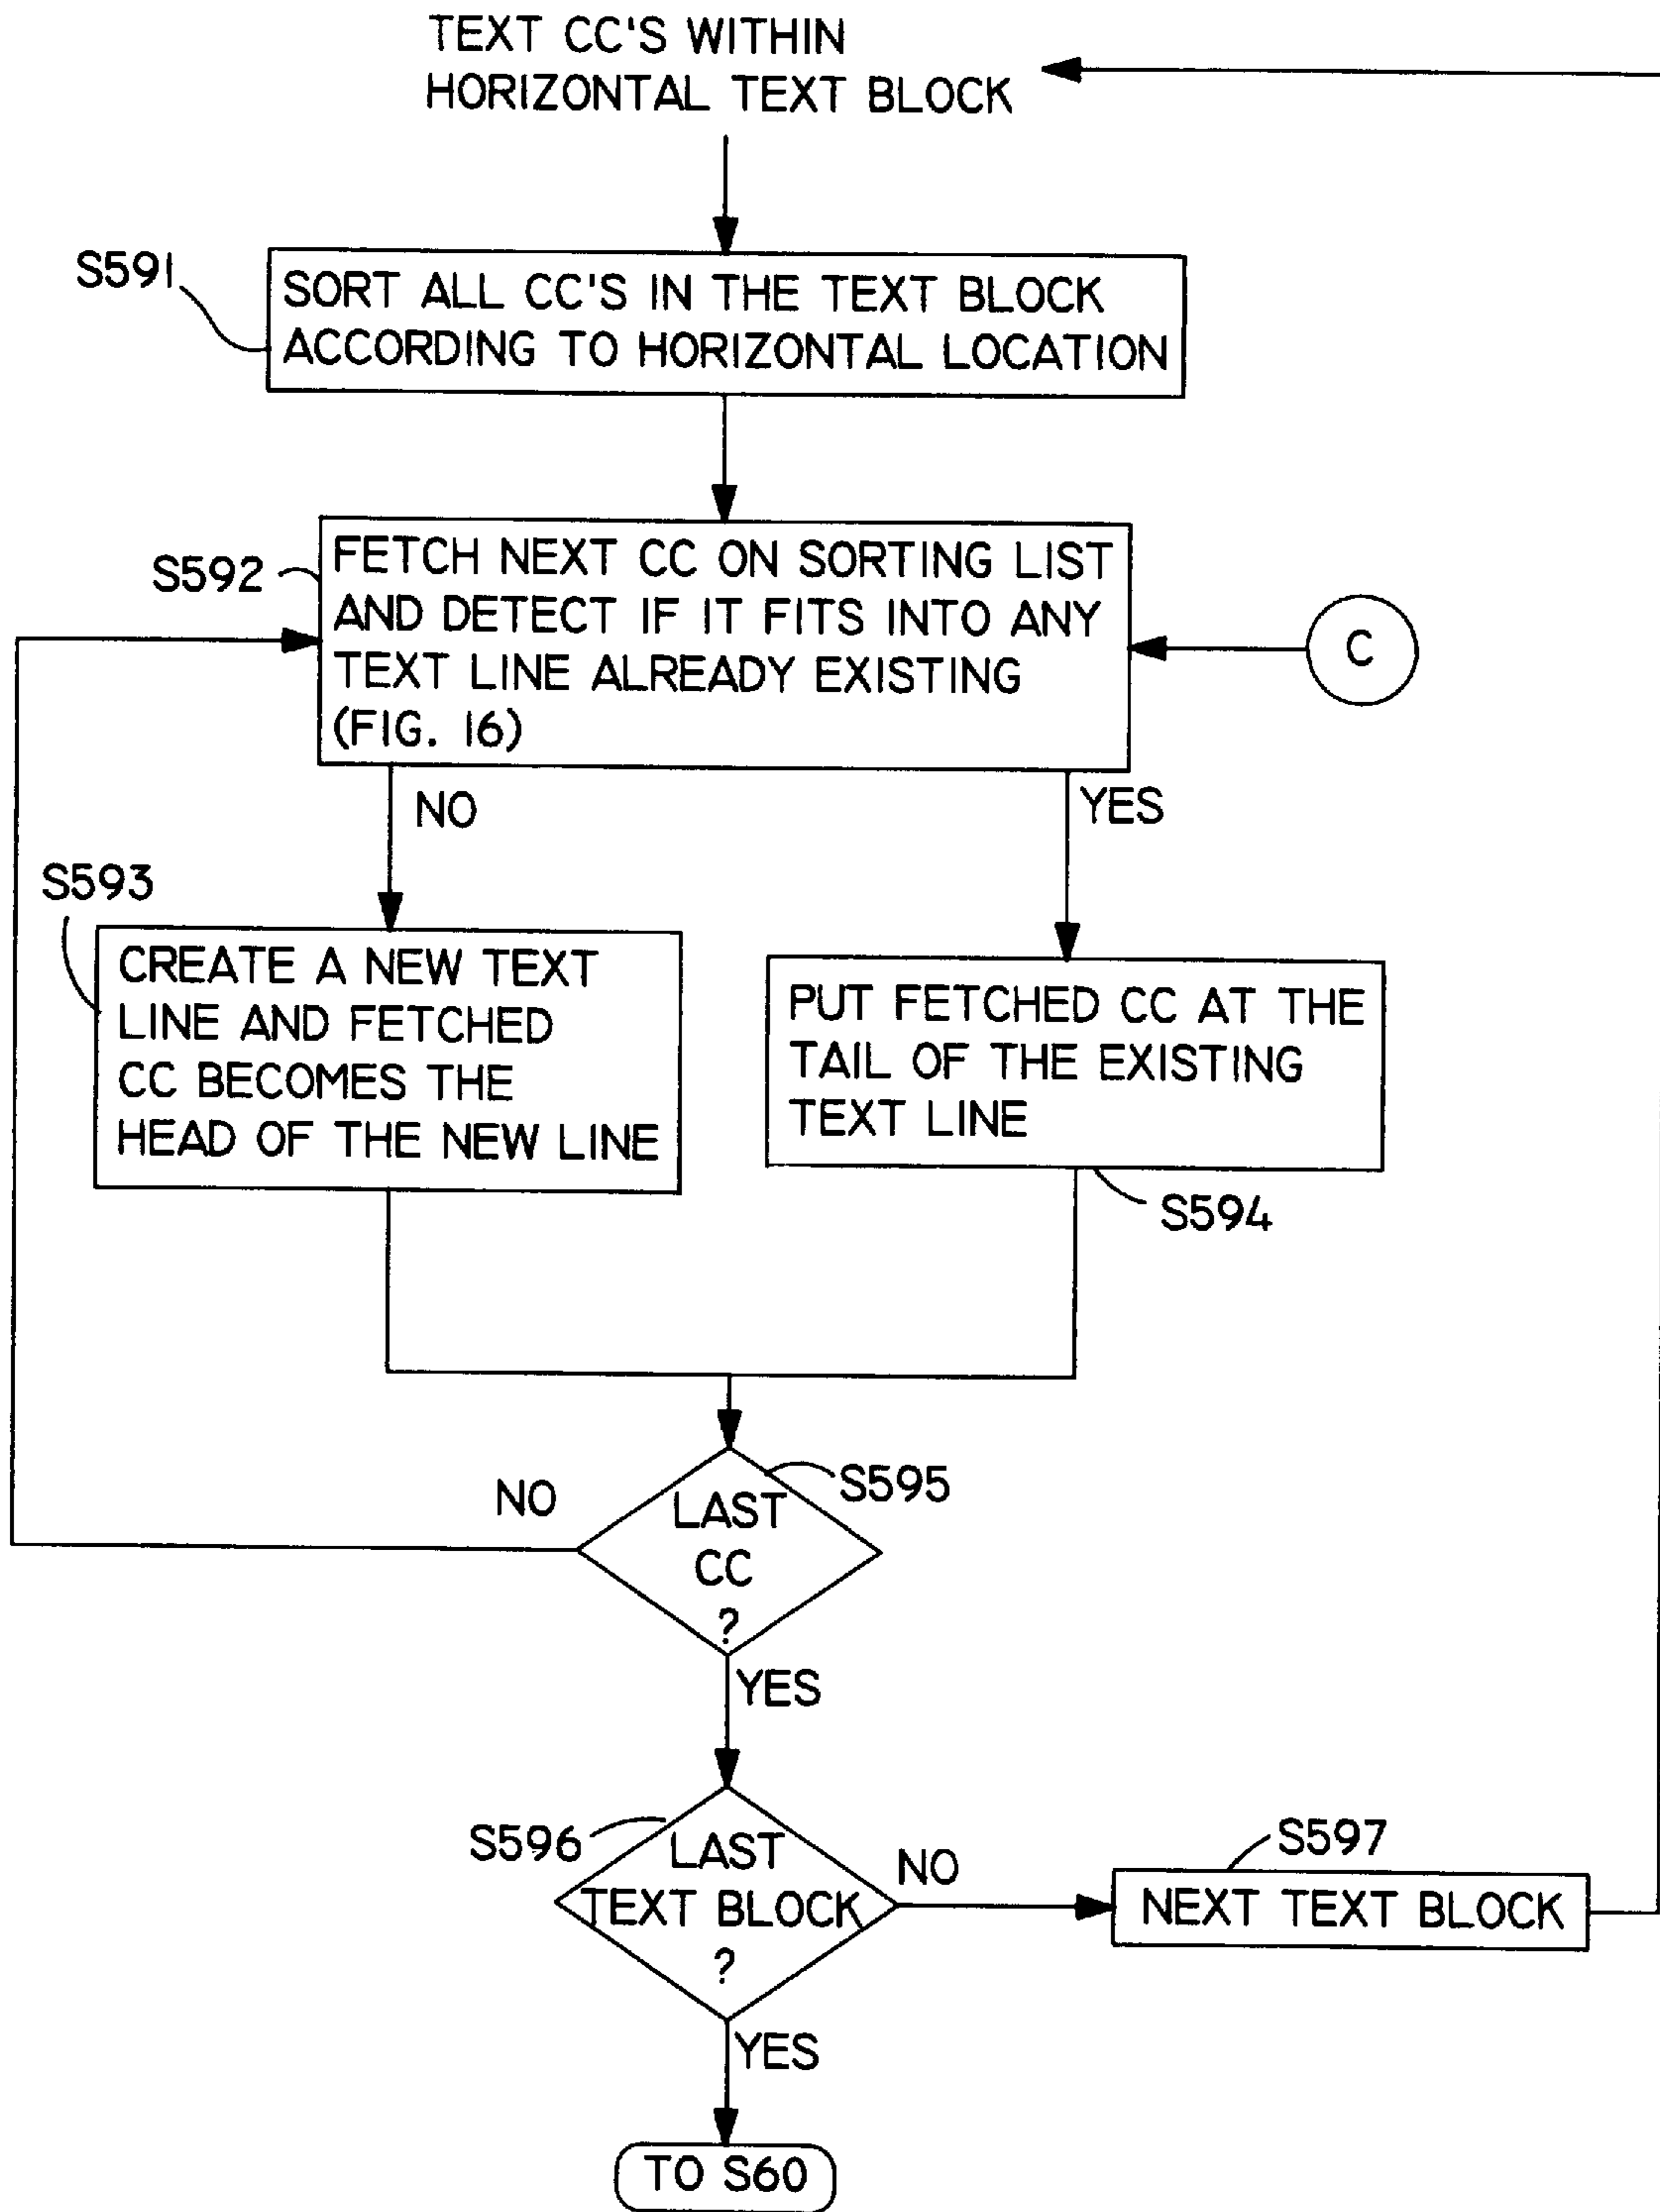 TEXT CC'S WITHIN
HORIZONTAL TEXT BLOCK
S591
SORT ALL CC'S IN THE TEXT BLOCK
ACCORDING TO HORIZONTAL LOCATION
S592
FETCH NEXT CC ON SORTING LIST
AND DETECT IF IT FITS INTO ANY
TEXT LINE ALREADY EXISTING
(FIG. 16)
C
NO
YES
S593
CREATE A NEW TEXT
LINE AND FETCHED
CC BECOMES THE
HEAD OF THE NEW LINE
PUT FETCHED CC AT THE
TAIL OF THE EXISTING
TEXT LINE
S594
NO
S595
LAST
CC
?
YES
S596
LAST
TEXT BLOCK
?
NO
S597
NEXT TEXT BLOCK
YES
TO S60